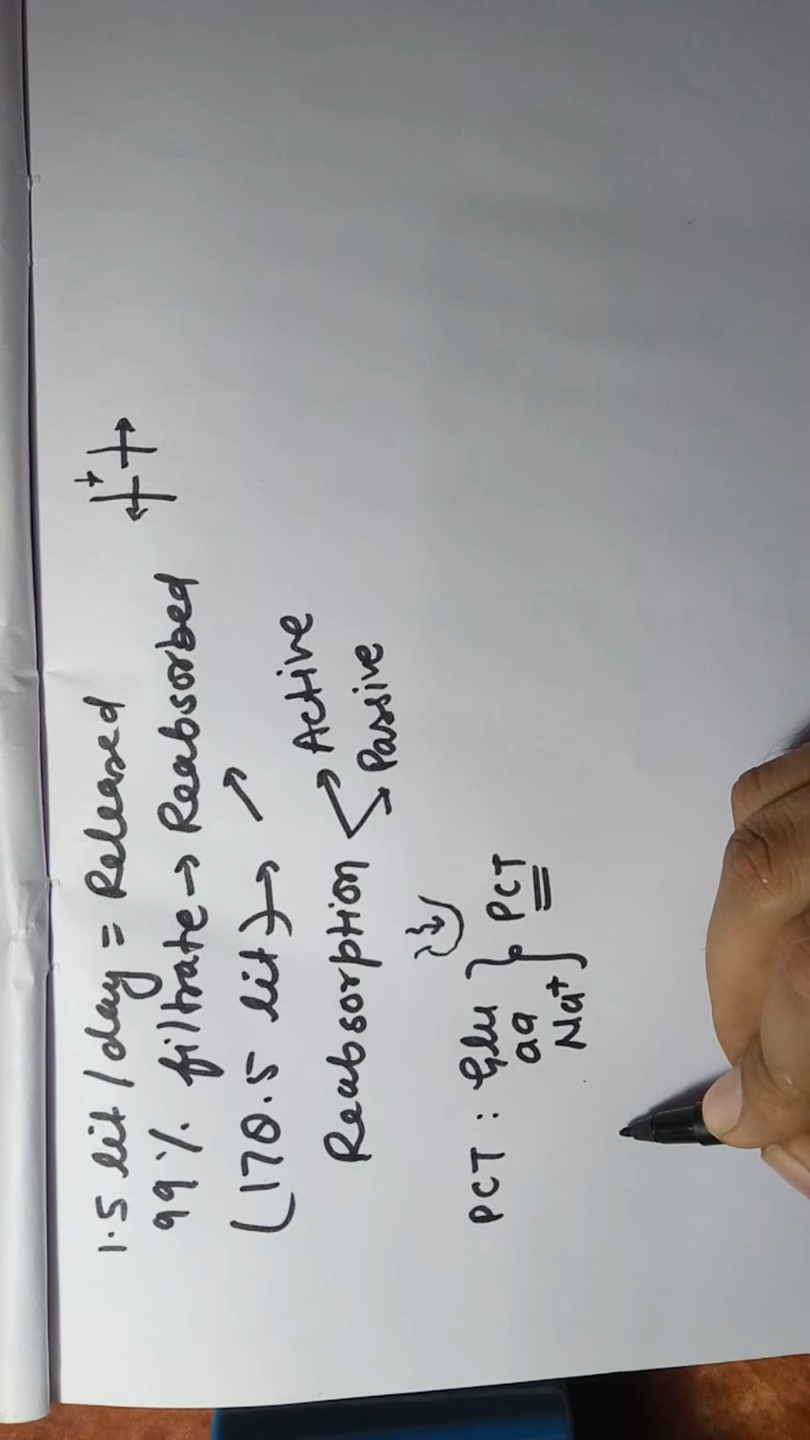 1.5 lit/day = Released
99% filtrate → Reabsorbed
(170.5 lit) → ↗
Reabsorption Active
Passive
PCT : Glu
aa
Na+
} PCT